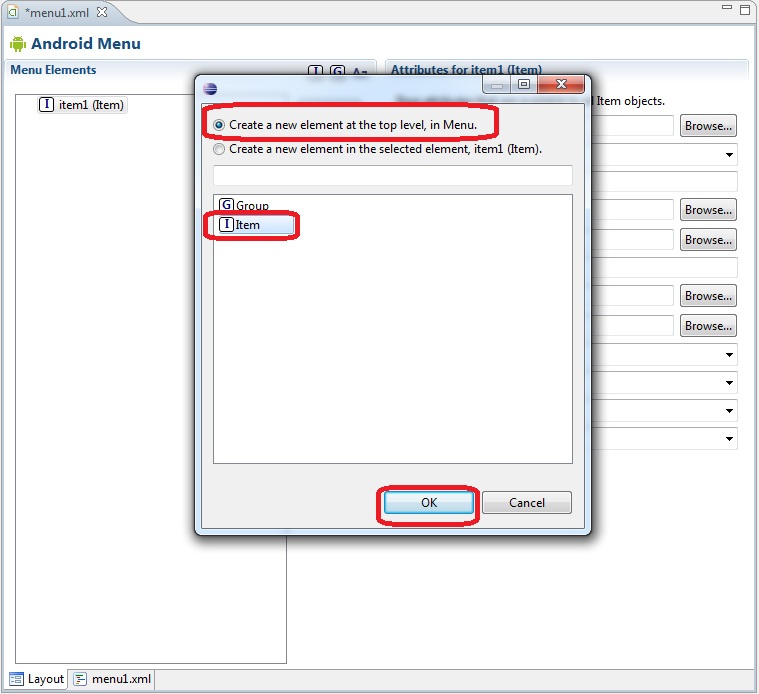 *menu1.xml
Android Menu
Menu Elements
I G Az
Attributes for item1 (Item)
I item1 (Item)
Item objects.
Create a new element at the top level, in Menu.
Browse...
Create a new element in the selected element, item1 (Item).
G Group
Browse...
I Item
Browse...
Browse...
Browse...
OK Cancel
Layout menu1.xml